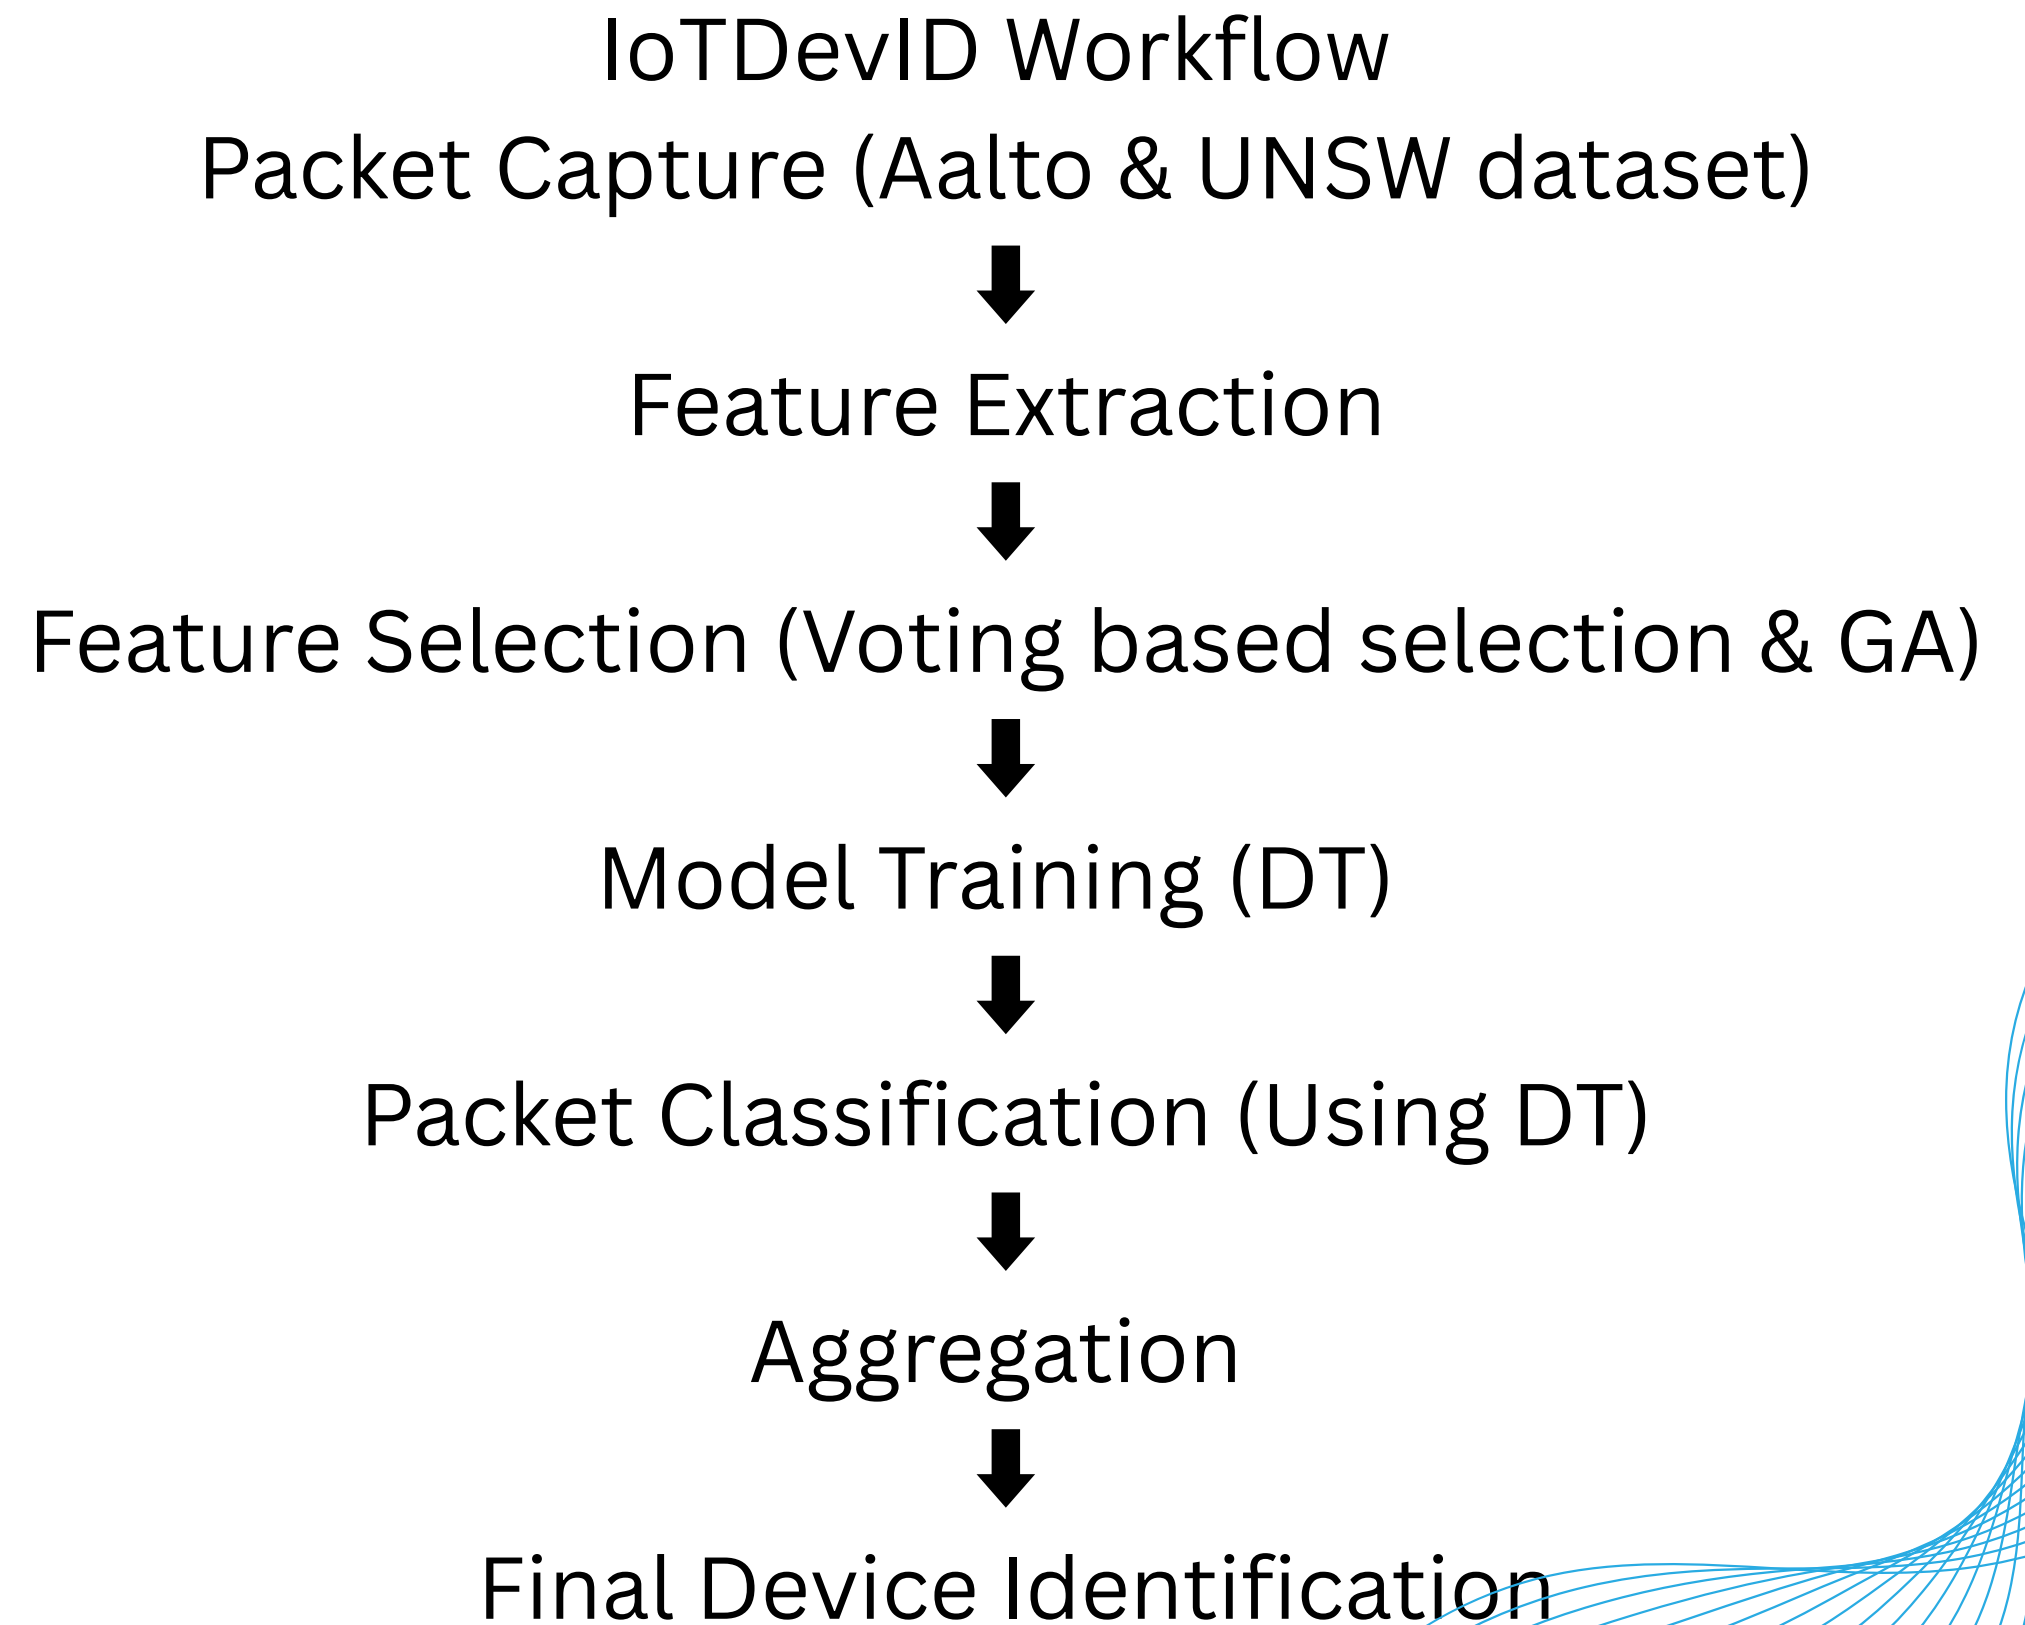 IoTDevID Workflow
Packet Capture (Aalto & UNSW dataset)
Feature Extraction
Feature Selection (Voting based selection & GA)
Model Training (DT)
Packet Classification (Using DT)
Aggregation
Final Device Identification